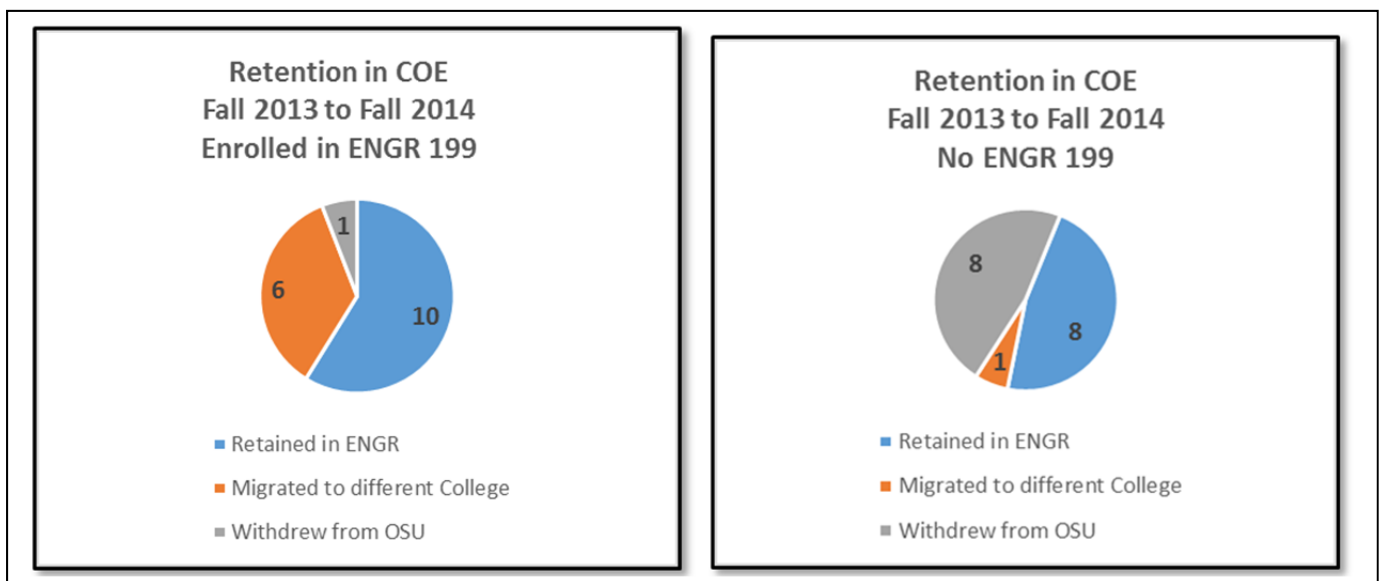 Retention in COE
Fall 2013 to Fall 2014
Enrolled in ENGR 199
1
6
10
Retained in ENGR
Migrated to different College
Withdrew from OSU
Retention in COE
Fall 2013 to Fall 2014
No ENGR 199
8
8
1
Retained in ENGR
Migrated to different College
Withdrew from OSU